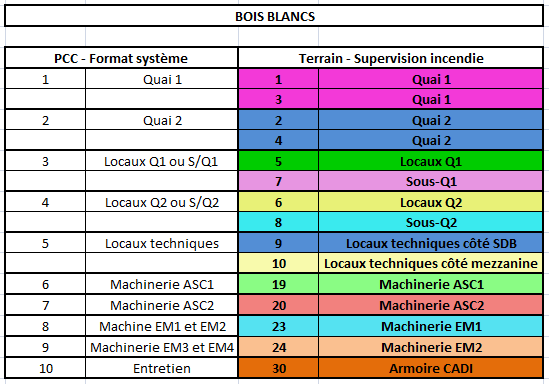 BOIS BLANCS
PCC - Format système Terrain - Supervision incendie
1 Quai 1 1 Quai 1
3 Quai 1
2 Quai 2 2 Quai 2
4 Quai 2
3 Locaux Q1 ou S/Q1 5 Locaux Q1
7 Sous-Q1
4 Locaux Q2 ou S/Q2 6 Locaux Q2
8 Sous-Q2
5 Locaux techniques 9 Locaux techniques côté SDB
10 Locaux techniques côté mezzanine
6 Machinerie ASC1 19 Machinerie ASC1
7 Machinerie ASC2 20 Machinerie ASC2
8 Machine EM1 et EM2 23 Machinerie EM1
9 Machinerie EM3 et EM4 24 Machinerie EM2
10 Entretien 30 Armoire CADI